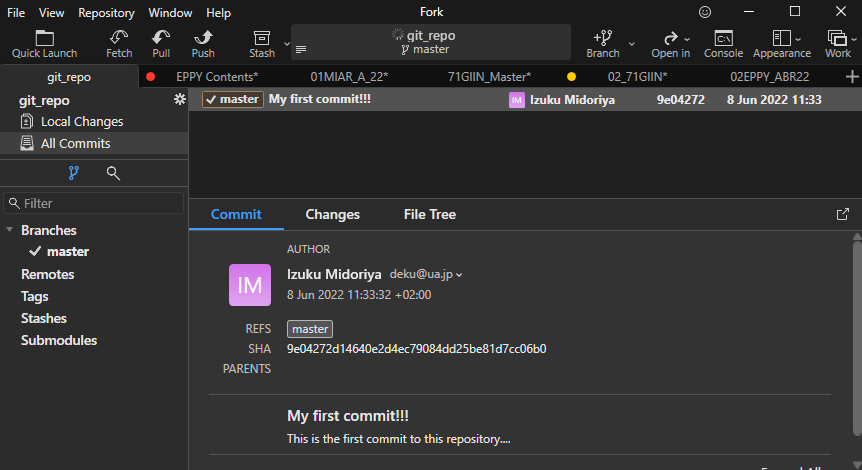 File View Repository Window Help Fork
git_repo
master
Quick Launch Fetch Pull Push Stash Branch Open in Console Appearance Work
git_repo EPPY Contents* 01MIAR_A_22* 71GIIN_Master* 02_71GIIN* 02EPPY_ABR22
git_repo
master My first commit!!! IM Izuku Midoriya 9e04272 8 Jun 2022 11:33
Local Changes
All Commits
Filter
Branches
master
Remotes
Tags
Stashes
Submodules
Commit Changes File Tree
AUTHOR
IM
Izuku Midoriya deku@ua.jp
8 Jun 2022 11:33:32 +02:00
REFS master
SHA 9e04272d14640e2d4ec79084dd25be81d7cc06b0
PARENTS
My first commit!!!
This is the first commit to this repository....